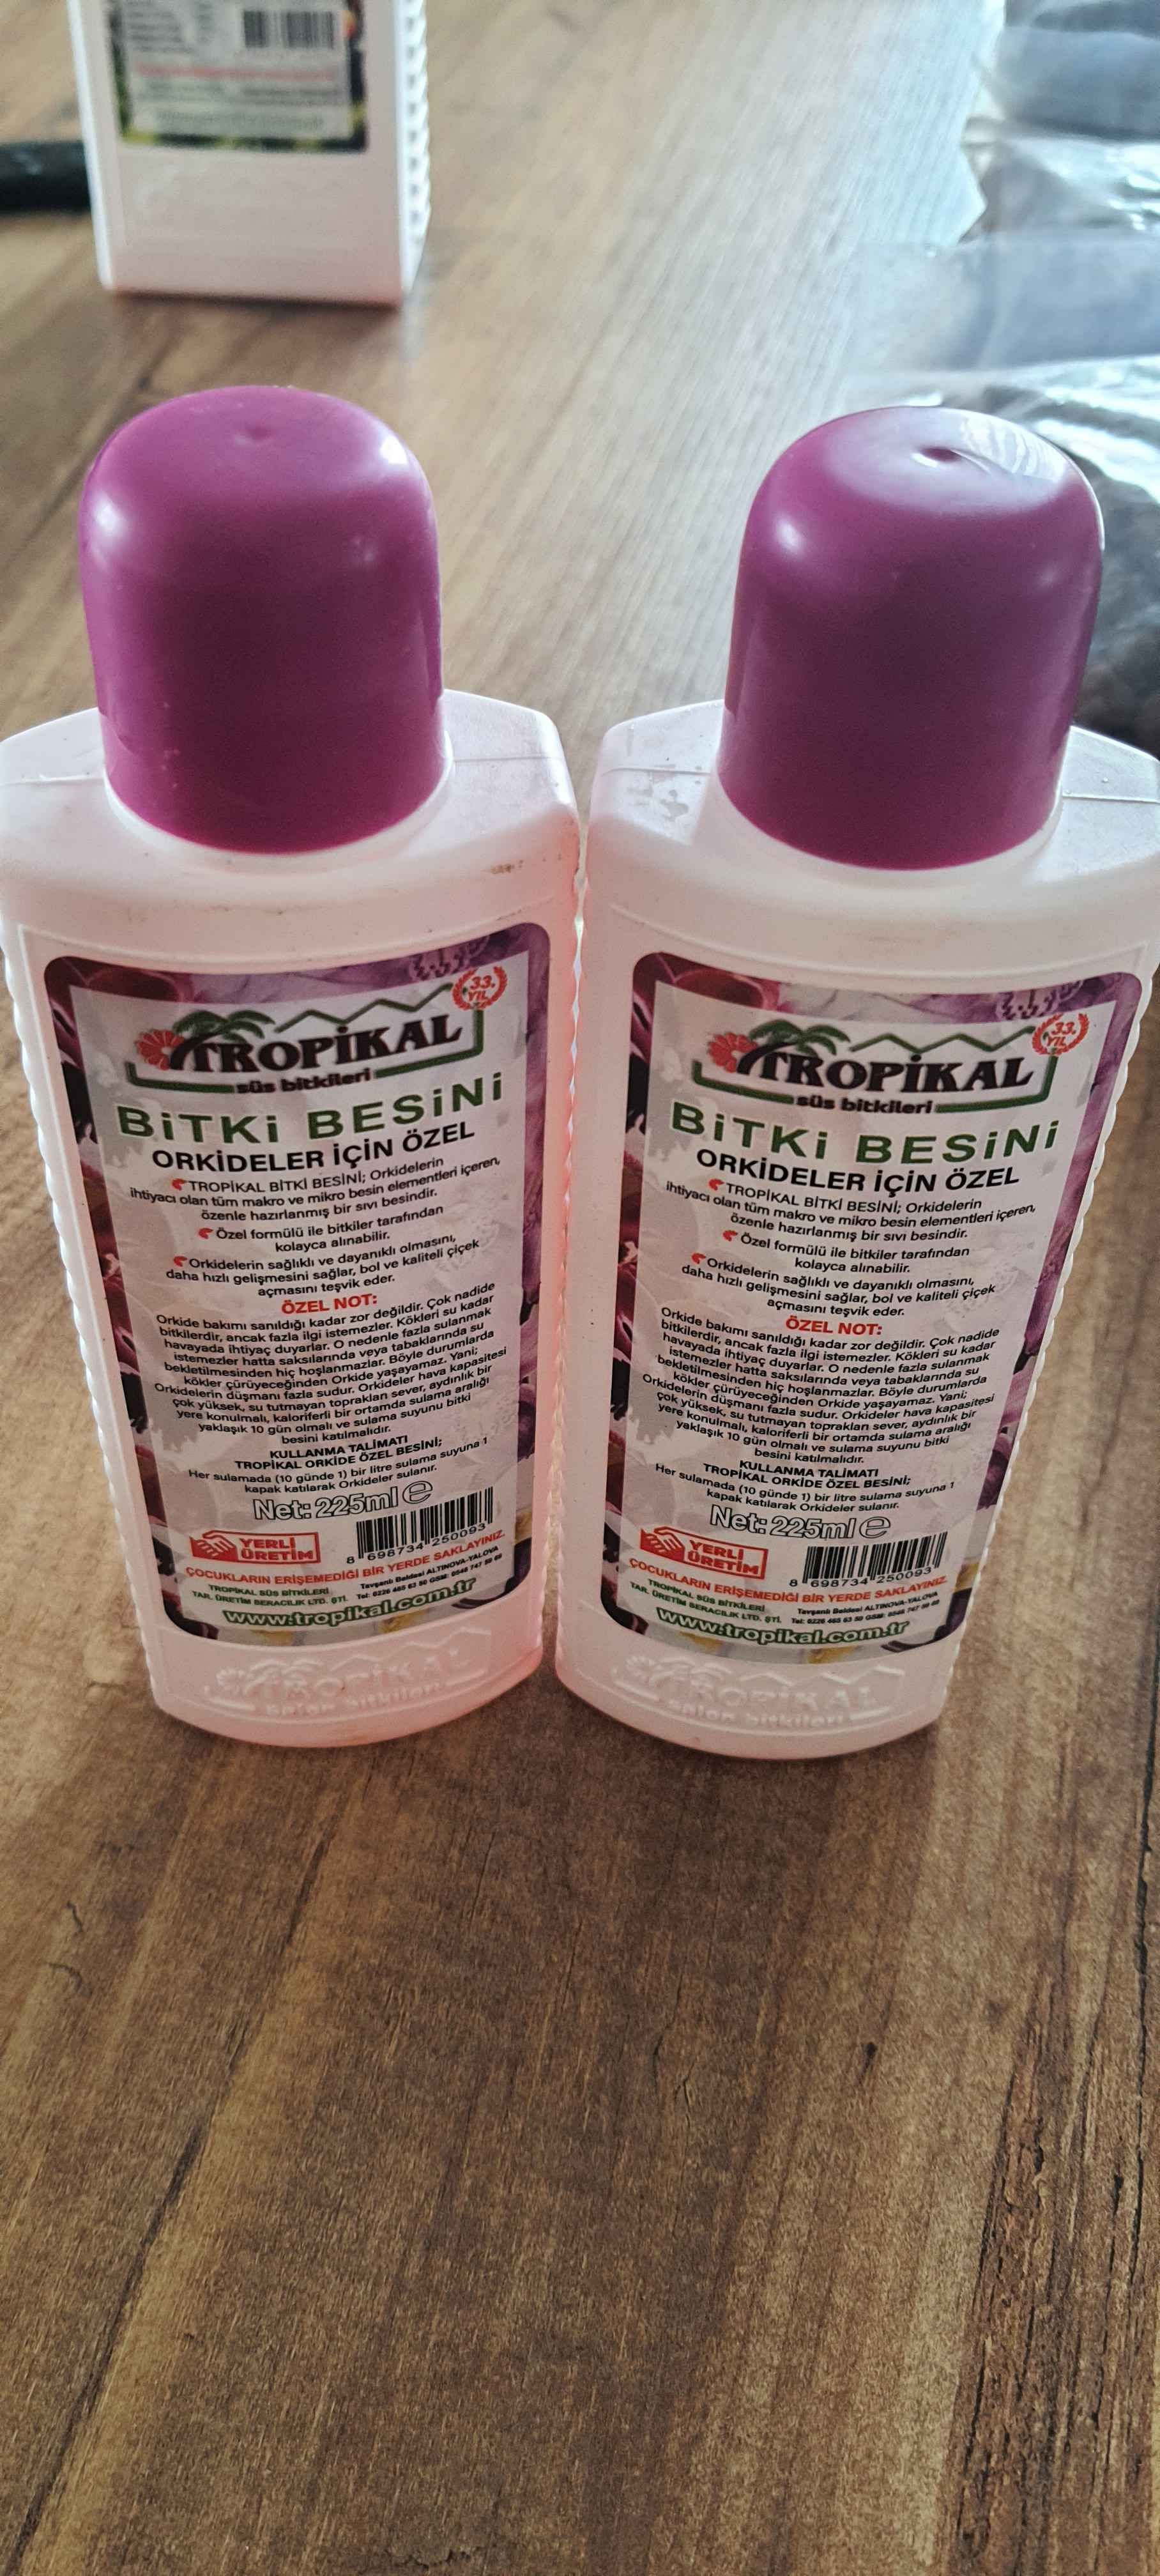 TROPİKAL
33. YIL
süs bitkileri
BiTKi BESiNi
ORKİDELER İÇİN ÖZEL
TROPİKAL BİTKİ BESİNİ; Orkidelerin
ihtiyacı olan tüm makro ve mikro besin elementleri içeren,
özenle hazırlanmış bir sıvı besindir.
Özel formülü ile bitkiler tarafından
kolayca alınabilir.
Orkidelerin sağlıklı ve dayanıklı olmasını,
daha hızlı gelişmesini sağlar, bol ve kaliteli çiçek
açmasını teşvik eder.
ÖZEL NOT:
Orkide bakımı sanıldığı kadar zor değildir. Çok nadide
bitkilerdir, ancak fazla ilgi istemezler. Kökleri su kadar
havayada ihtiyaç duyarlar. O nedenle fazla sulanmak
istemezler hatta saksılarında veya tabaklarında su
bekletilmesinden hiç hoşlanmazlar. Böyle durumlarda
kökler çürüyeceğinden Orkide yaşayamaz. Yani;
Orkidelerin düşmanı fazla sudur. Orkideler hava kapasitesi
çok yüksek, su tutmayan toprakları sever, aydınlık bir
yere konulmalı, kaloriferli bir ortamda sulama aralığı
yaklaşık 10 gün olmalı ve sulama suyunu bitki
besini katılmalıdır.
KULLANMA TALİMATI
TROPİKAL ORKİDE ÖZEL BESİNİ;
Her sulamada (10 günde 1) bir litre sulama suyuna 1
kapak katılarak Orkideler sulanır.
Net: 225ml e
YERLİ
ÜRETİM
8 698734 250093
ÇOCUKLARIN ERİŞEMEDİĞİ BİR YERDE SAKLAYINIZ.
TROPİKAL SÜS BİTKİLERİ
TAR. ÜRETİM SERACILIK LTD. ŞTİ.
Tavşanlı Beldesi ALTINOVA-YALOVA
www.tropikal.com.tr
TROPİKAL
salon bitkileri
TROPİKAL
33. YIL
süs bitkileri
BiTKi BESiNi
ORKİDELER İÇİN ÖZEL
TROPİKAL BİTKİ BESİNİ; Orkidelerin
ihtiyacı olan tüm makro ve mikro besin elementleri içeren,
özenle hazırlanmış bir sıvı besindir.
Özel formülü ile bitkiler tarafından
kolayca alınabilir.
Orkidelerin sağlıklı ve dayanıklı olmasını,
daha hızlı gelişmesini sağlar, bol ve kaliteli çiçek
açmasını teşvik eder.
ÖZEL NOT:
Orkide bakımı sanıldığı kadar zor değildir. Çok nadide
bitkilerdir, ancak fazla ilgi istemezler. Kökleri su kadar
havayada ihtiyaç duyarlar. O nedenle fazla sulanmak
istemezler hatta saksılarında veya tabaklarında su
bekletilmesinden hiç hoşlanmazlar. Böyle durumlarda
kökler çürüyeceğinden Orkide yaşayamaz. Yani;
Orkidelerin düşmanı fazla sudur. Orkideler hava kapasitesi
çok yüksek, su tutmayan toprakları sever, aydınlık bir
yere konulmalı, kaloriferli bir ortamda sulama aralığı
yaklaşık 10 gün olmalı ve sulama suyunu bitki
besini katılmalıdır.
KULLANMA TALİMATI
TROPİKAL ORKİDE ÖZEL BESİNİ;
Her sulamada (10 günde 1) bir litre sulama suyuna 1
kapak katılarak Orkideler sulanır.
Net: 225ml e
YERLİ
ÜRETİM
8 698734 250093
ÇOCUKLARIN ERİŞEMEDİĞİ BİR YERDE SAKLAYINIZ.
TROPİKAL SÜS BİTKİLERİ
TAR. ÜRETİM SERACILIK LTD. ŞTİ.
Tavşanlı Beldesi ALTINOVA-YALOVA
www.tropikal.com.tr
TROPİKAL
salon bitkileri